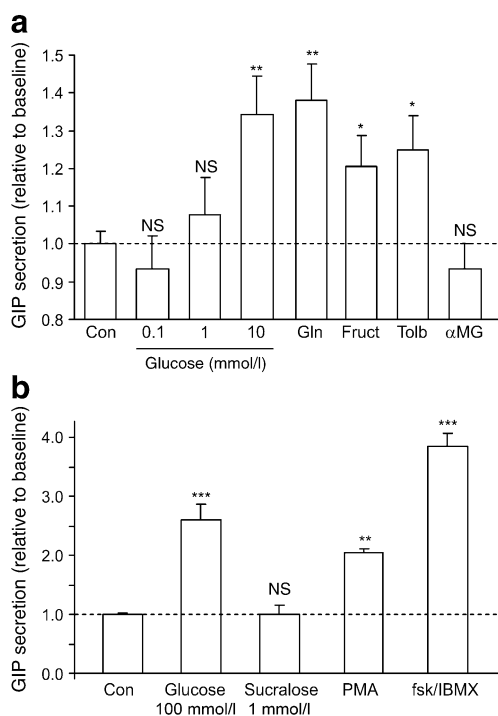 a
GIP secretion (relative to baseline)
1.5
1.4
1.3
1.2
1.1
1.0
0.9
0.8
NS
NS
**
**
*
*
NS
Con 0.1 1 10 Gln Fruct Tolb αMG
Glucose (mmol/l)
b
GIP secretion (relative to baseline)
4.0
3.0
2.0
1.0
0.0
***
NS
**
***
Con Glucose Sucralose PMA fsk/IBMX
100 mmol/l 1 mmol/l